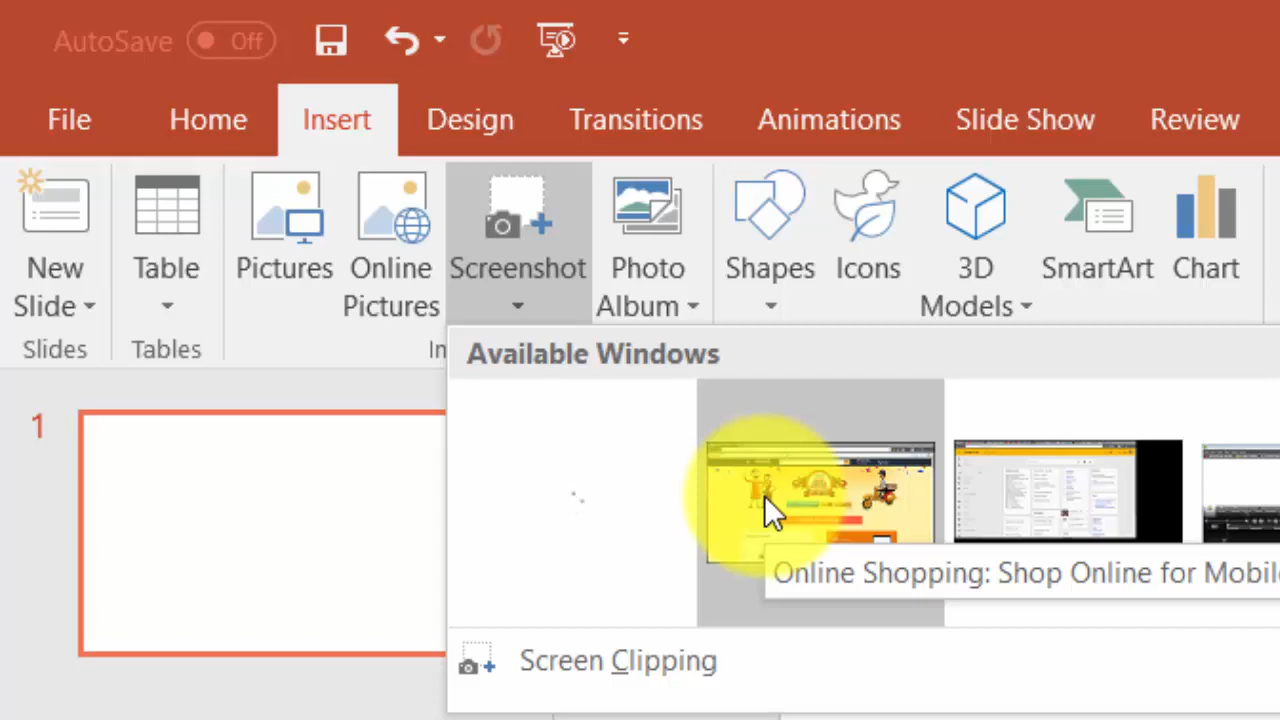 AutoSave Off
File Home Insert Design Transitions Animations Slide Show Review
New Slide
Table
Pictures
Online Pictures
Screenshot
Photo Album
Shapes
Icons
3D Models
SmartArt
Chart
Slides
Tables
Available Windows
1
Online Shopping: Shop Online for
Screen Clipping